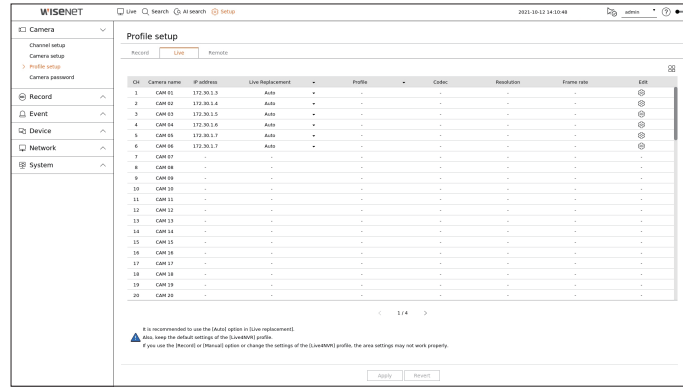 WISENET
Live Search AI search Setup 2021-10-12 14:10:48 admin ?
Camera
Channel setup
Camera setup
> Profile setup
Camera password
Record
Event
Device
Network
System
Profile setup
Record Live Remote
CH Camera name IP address Live Replacement Profile Codec Resolution Frame rate Edit
1 CAM 01 172.30.1.3 Auto - - - -
2 CAM 02 172.30.1.4 Auto - - - -
3 CAM 03 172.30.1.5 Auto - - - -
4 CAM 04 172.30.1.6 Auto - - - -
5 CAM 05 172.30.1.7 Auto - - - -
6 CAM 06 172.30.1.7 Auto - - - -
7 CAM 07 - - - - - - -
8 CAM 08 - - - - - - -
9 CAM 09 - - - - - - -
10 CAM 10 - - - - - - -
11 CAM 11 - - - - - - -
12 CAM 12 - - - - - - -
13 CAM 13 - - - - - - -
14 CAM 14 - - - - - - -
15 CAM 15 - - - - - - -
16 CAM 16 - - - - - - -
17 CAM 17 - - - - - - -
18 CAM 18 - - - - - - -
19 CAM 19 - - - - - - -
20 CAM 20 - - - - - - -
< 1 / 4 >
It is recommended to use the [Auto] option in [Live replacement].
Also, keep the default settings of the [Live4NVR] profile.
If you use the [Record] or [Manual] option or change the settings of the [Live4NVR] profile, the area settings may not work properly.
Apply Revert